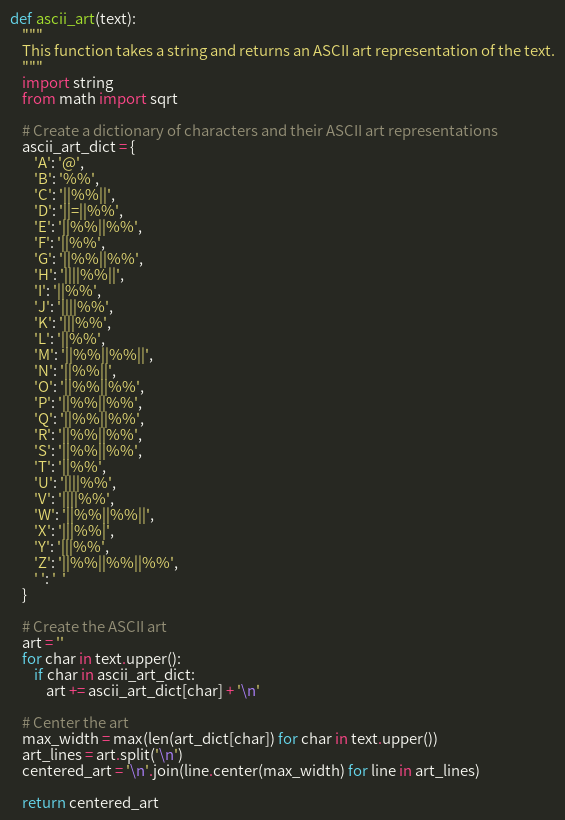 def ascii_art(text):
    """
    This function takes a string and returns an ASCII art representation of the text.
    """
    import string
    from math import sqrt

    # Create a dictionary of characters and their ASCII art representations
    ascii_art_dict = {
        'A': '@',
        'B': '%%',
        'C': '||%%||',
        'D': '||=||%%',
        'E': '||%%||%%',
        'F': '||%%',
        'G': '||%%||%%',
        'H': '||||%%||',
        'I': '||%%',
        'J': '||||%%',
        'K': '|||%%',
        'L': '||%%',
        'M': '||%%||%%||',
        'N': '||%%||',
        'O': '||%%||%%',
        'P': '||%%||%%',
        'Q': '||%%||%%',
        'R': '||%%||%%',
        'S': '||%%||%%',
        'T': '||%%',
        'U': '||||%%',
        'V': '||||%%',
        'W': '||%%||%%||',
        'X': '|||%%|',
        'Y': '|||%%',
        'Z': '||%%||%%||%%',
        ' ': '  '
    }

    # Create the ASCII art
    art = ''
    for char in text.upper():
        if char in ascii_art_dict:
            art += ascii_art_dict[char] + '\n'

    # Center the art
    max_width = max(len(art_dict[char]) for char in text.upper())
    art_lines = art.split('\n')
    centered_art = '\n'.join(line.center(max_width) for line in art_lines)

    return centered_art